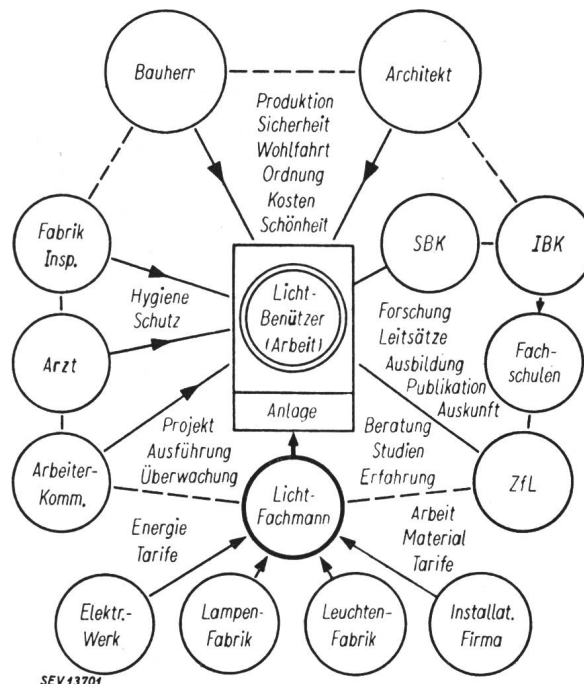 Bauherr
Architekt
Produktion
Sicherheit
Wohlfahrt
Ordnung
Kosten
Schönheit
Fabrik
Insp.
SBK
IBK
Hygiene
Schutz
Licht-
Benützer
(Arbeit)
Forschung
Leitsätze
Ausbildung
Publikation
Auskunft
Arzt
Fach-
schulen
Anlage
Arbeiter-
Komm.
Projekt
Ausführung
Überwachung
Beratung
Studien
Erfahrung
ZfL
Licht-
Fachmann
Energie
Tarife
Arbeit
Material
Tarife
Elektr.-
Werk
Lampen-
Fabrik
Leuchten-
Fabrik
Installat.
Firma
SEV13701